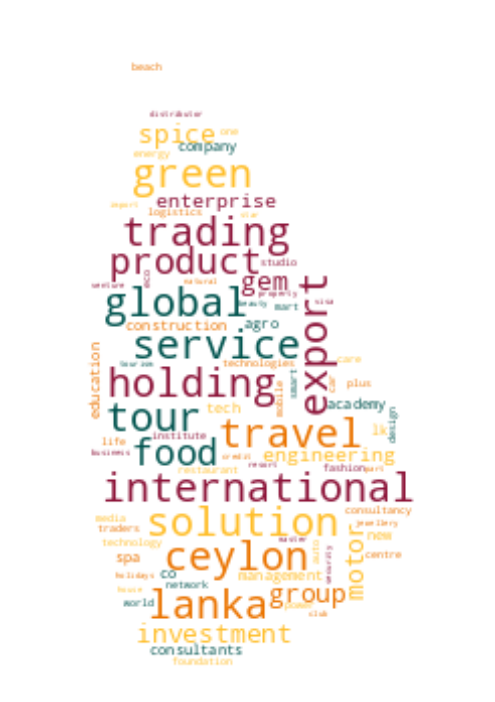 beach
distributor
spice one
company
energy
green
enterprise
import
logistics star
trading
product studio
gem
eco natural
venture property visa
global beauty mart
export
construction agro
service
education tourism technologies care
holding smart car plus
mobile academy
tour tech design
travel lk
life institute
food engineering
business credit
restaurant resort fashion art
international
solution consultancy
media jewellery
traders new
technology master motor
ceylon auto centre
spa security
holidays co management
network
house group
world lanka power
club
investment
consultants
foundation